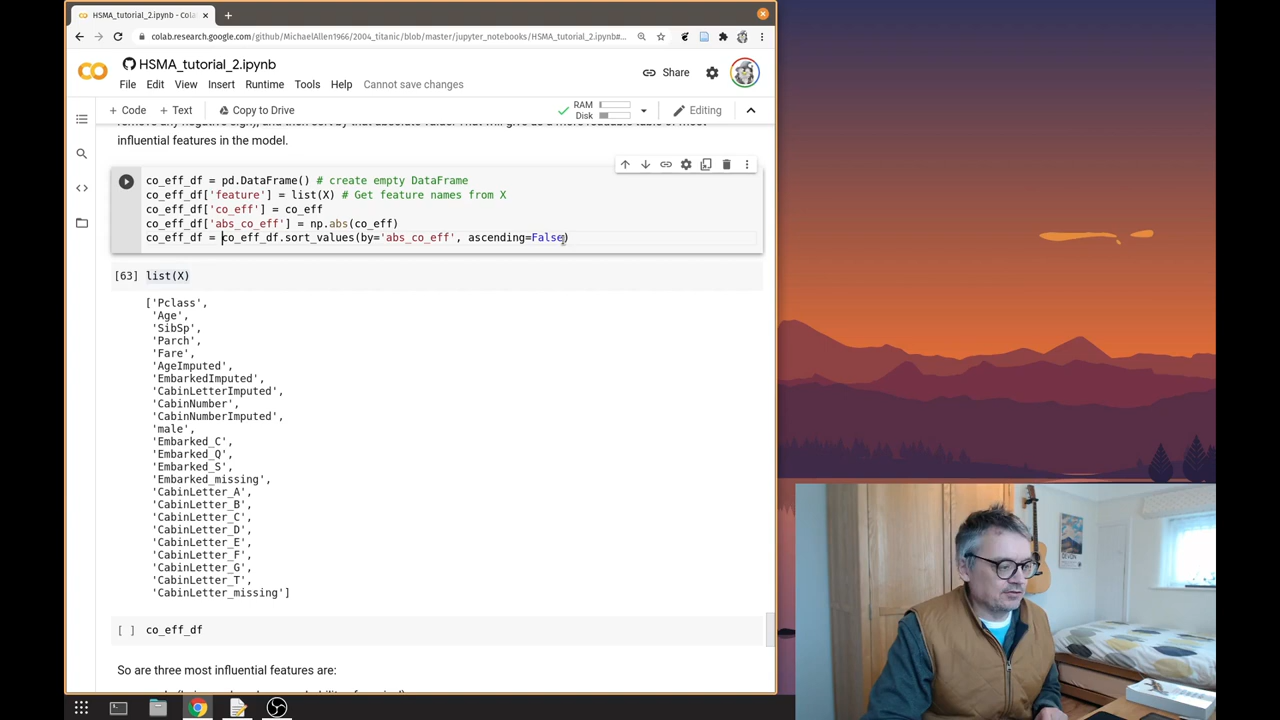 HSMA_tutorial_2.ipynb - Cola
colab.research.google.com/github/MichaelAllen1966/2004_titanic/blob/master/jupyter_notebooks/HSMA_tutorial_2.ipynb#...
HSMA_tutorial_2.ipynb
Share
File Edit View Insert Runtime Tools Help Cannot save changes
+ Code + Text Copy to Drive
RAM
Disk
Editing
influential features in the model.
co_eff_df = pd.DataFrame() # create empty DataFrame
co_eff_df['feature'] = list(X) # Get feature names from X
co_eff_df['co_eff'] = co_eff
co_eff_df['abs_co_eff'] = np.abs(co_eff)
co_eff_df = co_eff_df.sort_values(by='abs_co_eff', ascending=False)
[63] list(X)
['Pclass',
'Age',
'SibSp',
'Parch',
'Fare',
'AgeImputed',
'EmbarkedImputed',
'CabinLetterImputed',
'CabinNumber',
'CabinNumberImputed',
'male',
'Embarked_C',
'Embarked_Q',
'Embarked_S',
'Embarked_missing',
'CabinLetter_A',
'CabinLetter_B',
'CabinLetter_C',
'CabinLetter_D',
'CabinLetter_E',
'CabinLetter_F',
'CabinLetter_G',
'CabinLetter_T',
'CabinLetter_missing']
[ ] co_eff_df
So are three most influential features are: